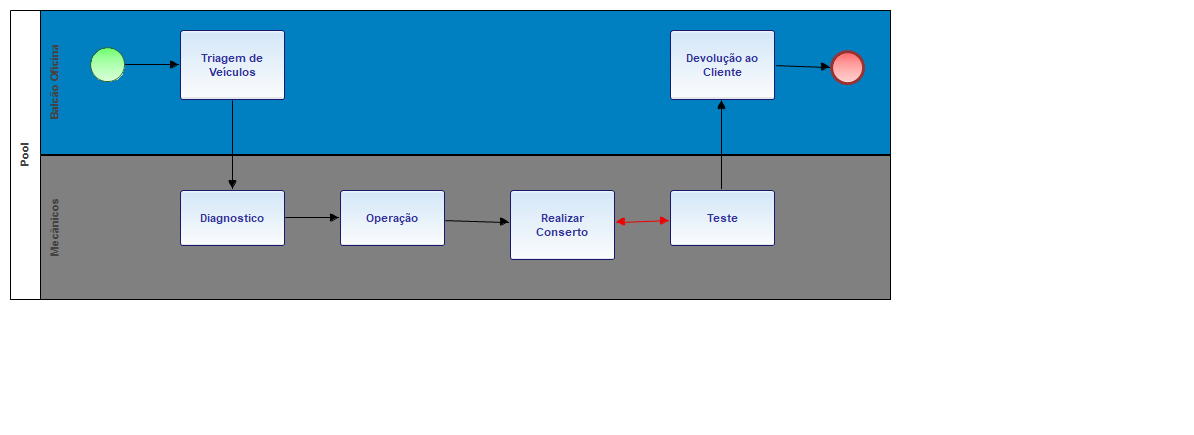 Pool
Balcão Oficina
Triagem de
Veículos
Devolução ao
Cliente
Mecânicos
Diagnostico
Operação
Realizar
Conserto
Teste